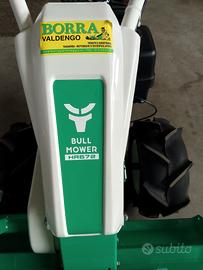 BORRA
VALDENGO
BULL
MOWER
HR672
subito